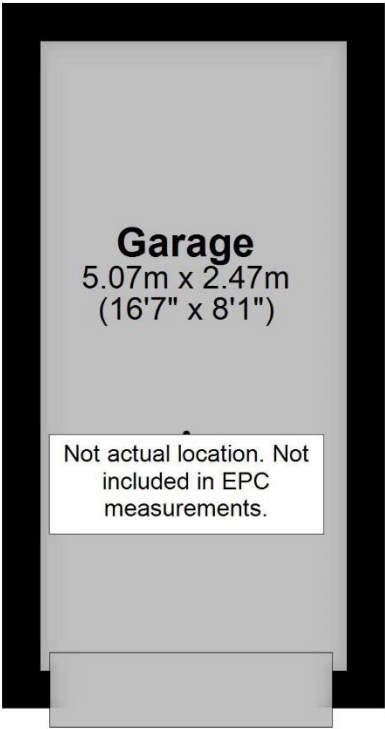 Garage
5.07m x 2.47m
(16'7" x 8'1")
Not actual location. Not
included in EPC
measurements.